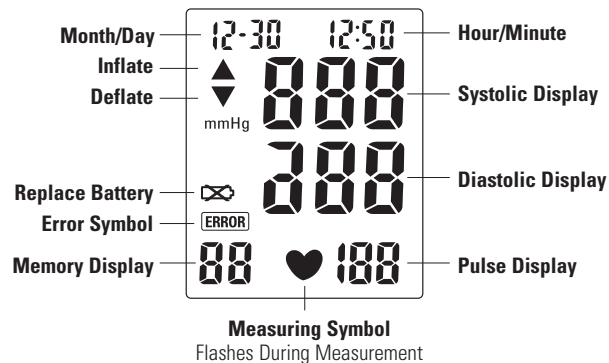 Month/Day 12-30 12:50 Hour/Minute
Inflate
Deflate
888 Systolic Display
mmHg
288 Diastolic Display
Replace Battery
Error Symbol ERROR
Memory Display 88 188 Pulse Display
Measuring Symbol
Flashes During Measurement